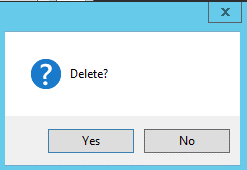 Delete?
Yes
No